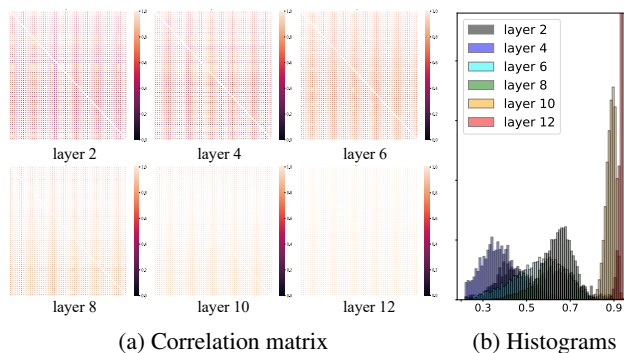 layer 2
layer 4
layer 6
layer 8
layer 10
layer 12
layer 2
layer 4
layer 6
layer 8
layer 10
layer 12
0.3 0.5 0.7 0.9
(a) Correlation matrix
(b) Histograms